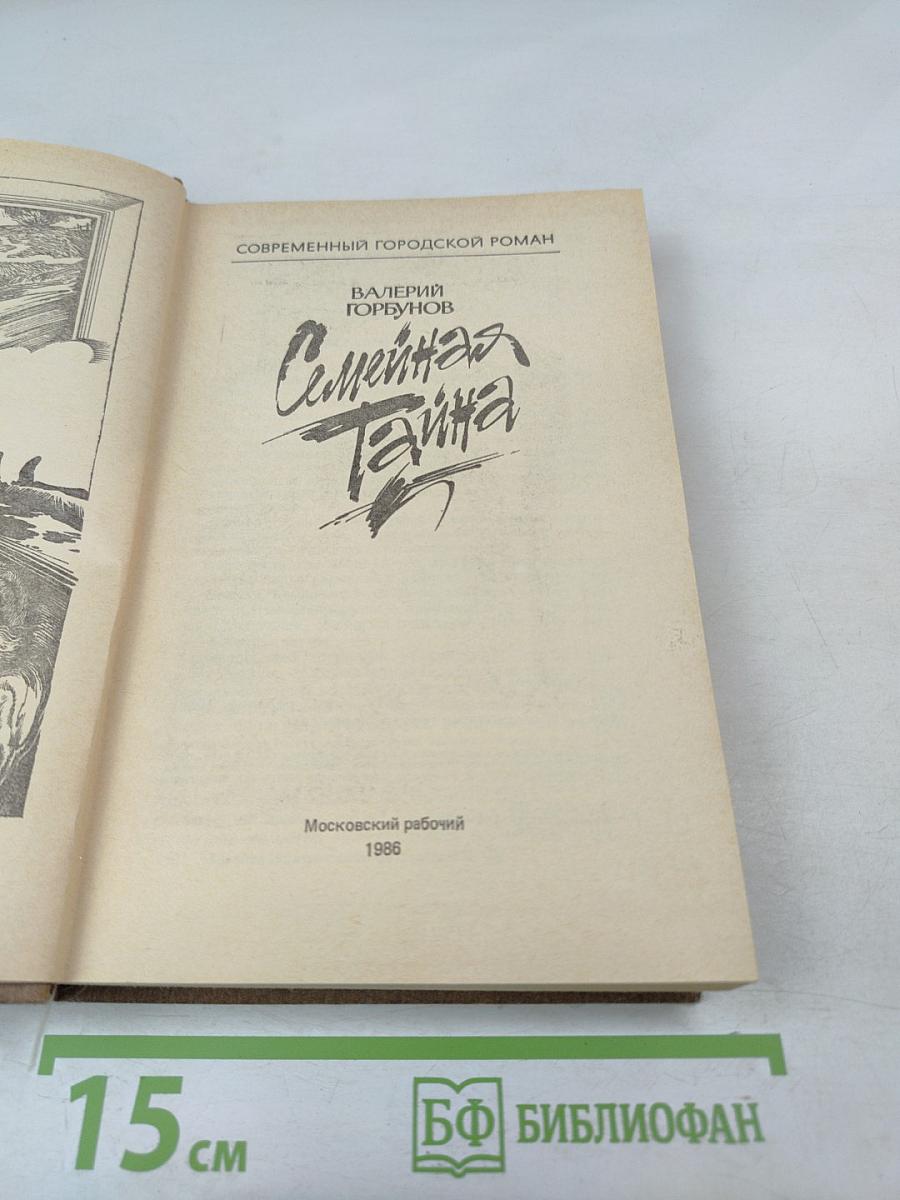 СОВРЕМЕННЫЙ ГОРОДСКОЙ РОМАН
ВАЛЕРИЙ
ГОРБУНОВ
Семейная
Тайна
Московский рабочий
1986
15 см
БФ БИБЛИОФАН